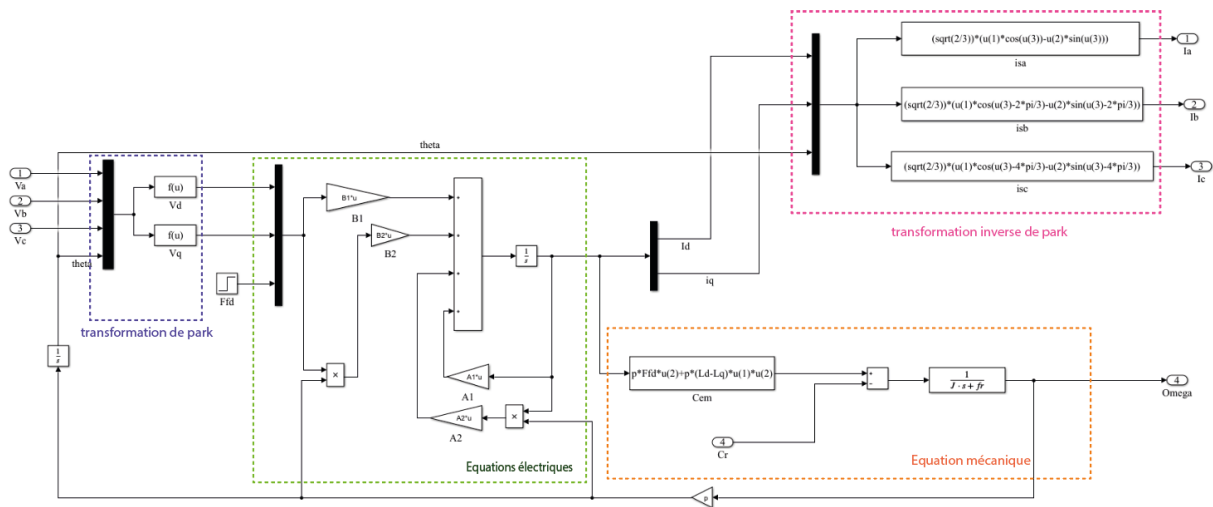 (sqrt(2/3))*(u(1)*cos(u(3))-u(2)*sin(u(3)))
isa
1
Ia
(sqrt(2/3))*(u(1)*cos(u(3)-2*pi/3)-u(2)*sin(u(3)-2*pi/3))
isb
2
Ib
theta
(sqrt(2/3))*(u(1)*cos(u(3)-4*pi/3)-u(2)*sin(u(3)-4*pi/3))
isc
3
Ic
transformation inverse de park
1
Va
2
Vb
3
Vc
theta
f(u)
Vd
f(u)
Vq
transformation de park
Ffd
B1*u
B1
B2*u
B2
+
+
+
+
1
s
Id
iq
1
s
×
A1*u
A1
A2*u
A2
×
Equations électriques
p*Ffd*u(2)+p*(Ld-Lq)*u(1)*u(2)
Cem
+
−
1
J · s + fr
4
Omega
4
Cr
Equation mécanique
p